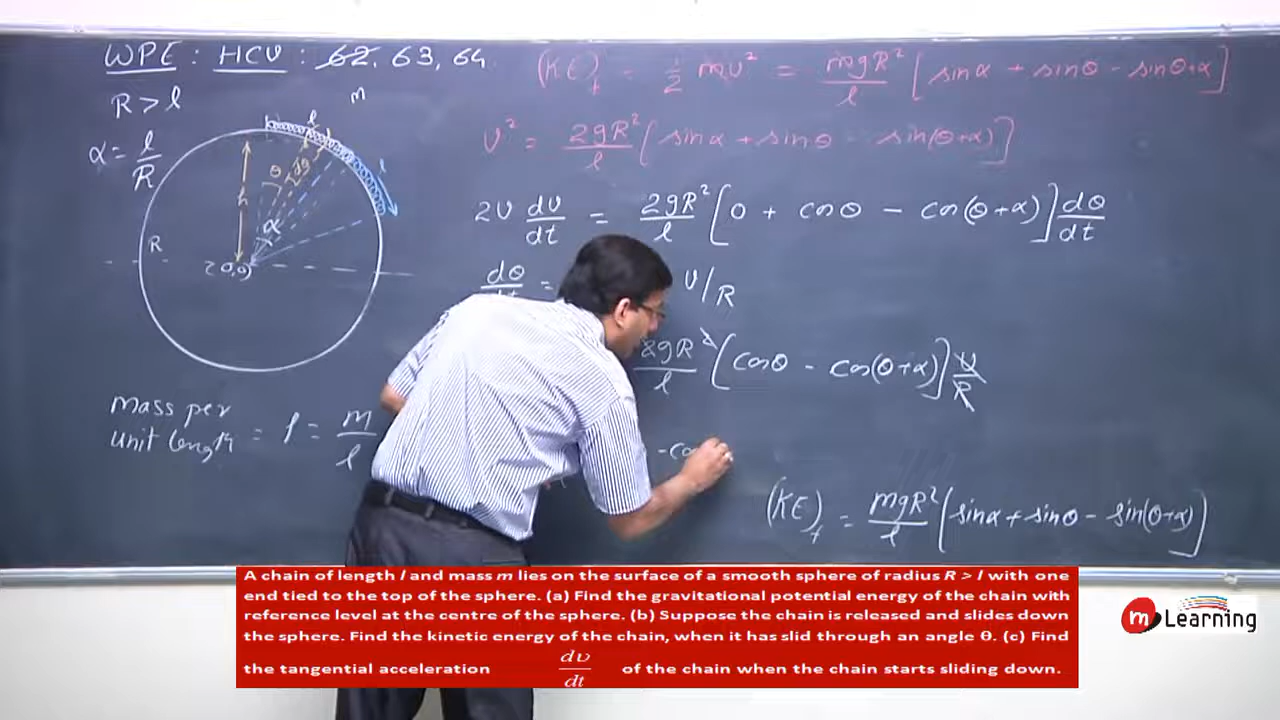 WPE : HCV : 62, 63, 64
R > l
α = l/R
m
l
l
θ
dθ
h
α
R
(0,0)
mass per
unit length = ρ = m/l
(KE)f = 1/2 mv² = mgR²/l [sinα + sinθ - sinθ+α]
v² = 2gR²/l [sinα + sinθ - sin(θ+α)]
2v dv/dt = 2gR²/l [0 + cosθ - cos(θ+α)] dθ/dt
dθ/dt = v/R
2gR²/l [cosθ - cos(θ+α)] v/R
(KE)f = mgR²/l [sinα + sinθ - sin(θ+α)]
A chain of length l and mass m lies on the surface of a smooth sphere of radius R > l with one
end tied to the top of the sphere. (a) Find the gravitational potential energy of the chain with
reference level at the centre of the sphere. (b) Suppose the chain is released and slides down
the sphere. Find the kinetic energy of the chain, when it has slid through an angle θ. (c) Find
the tangential acceleration dυ/dt of the chain when the chain starts sliding down.
m Learning